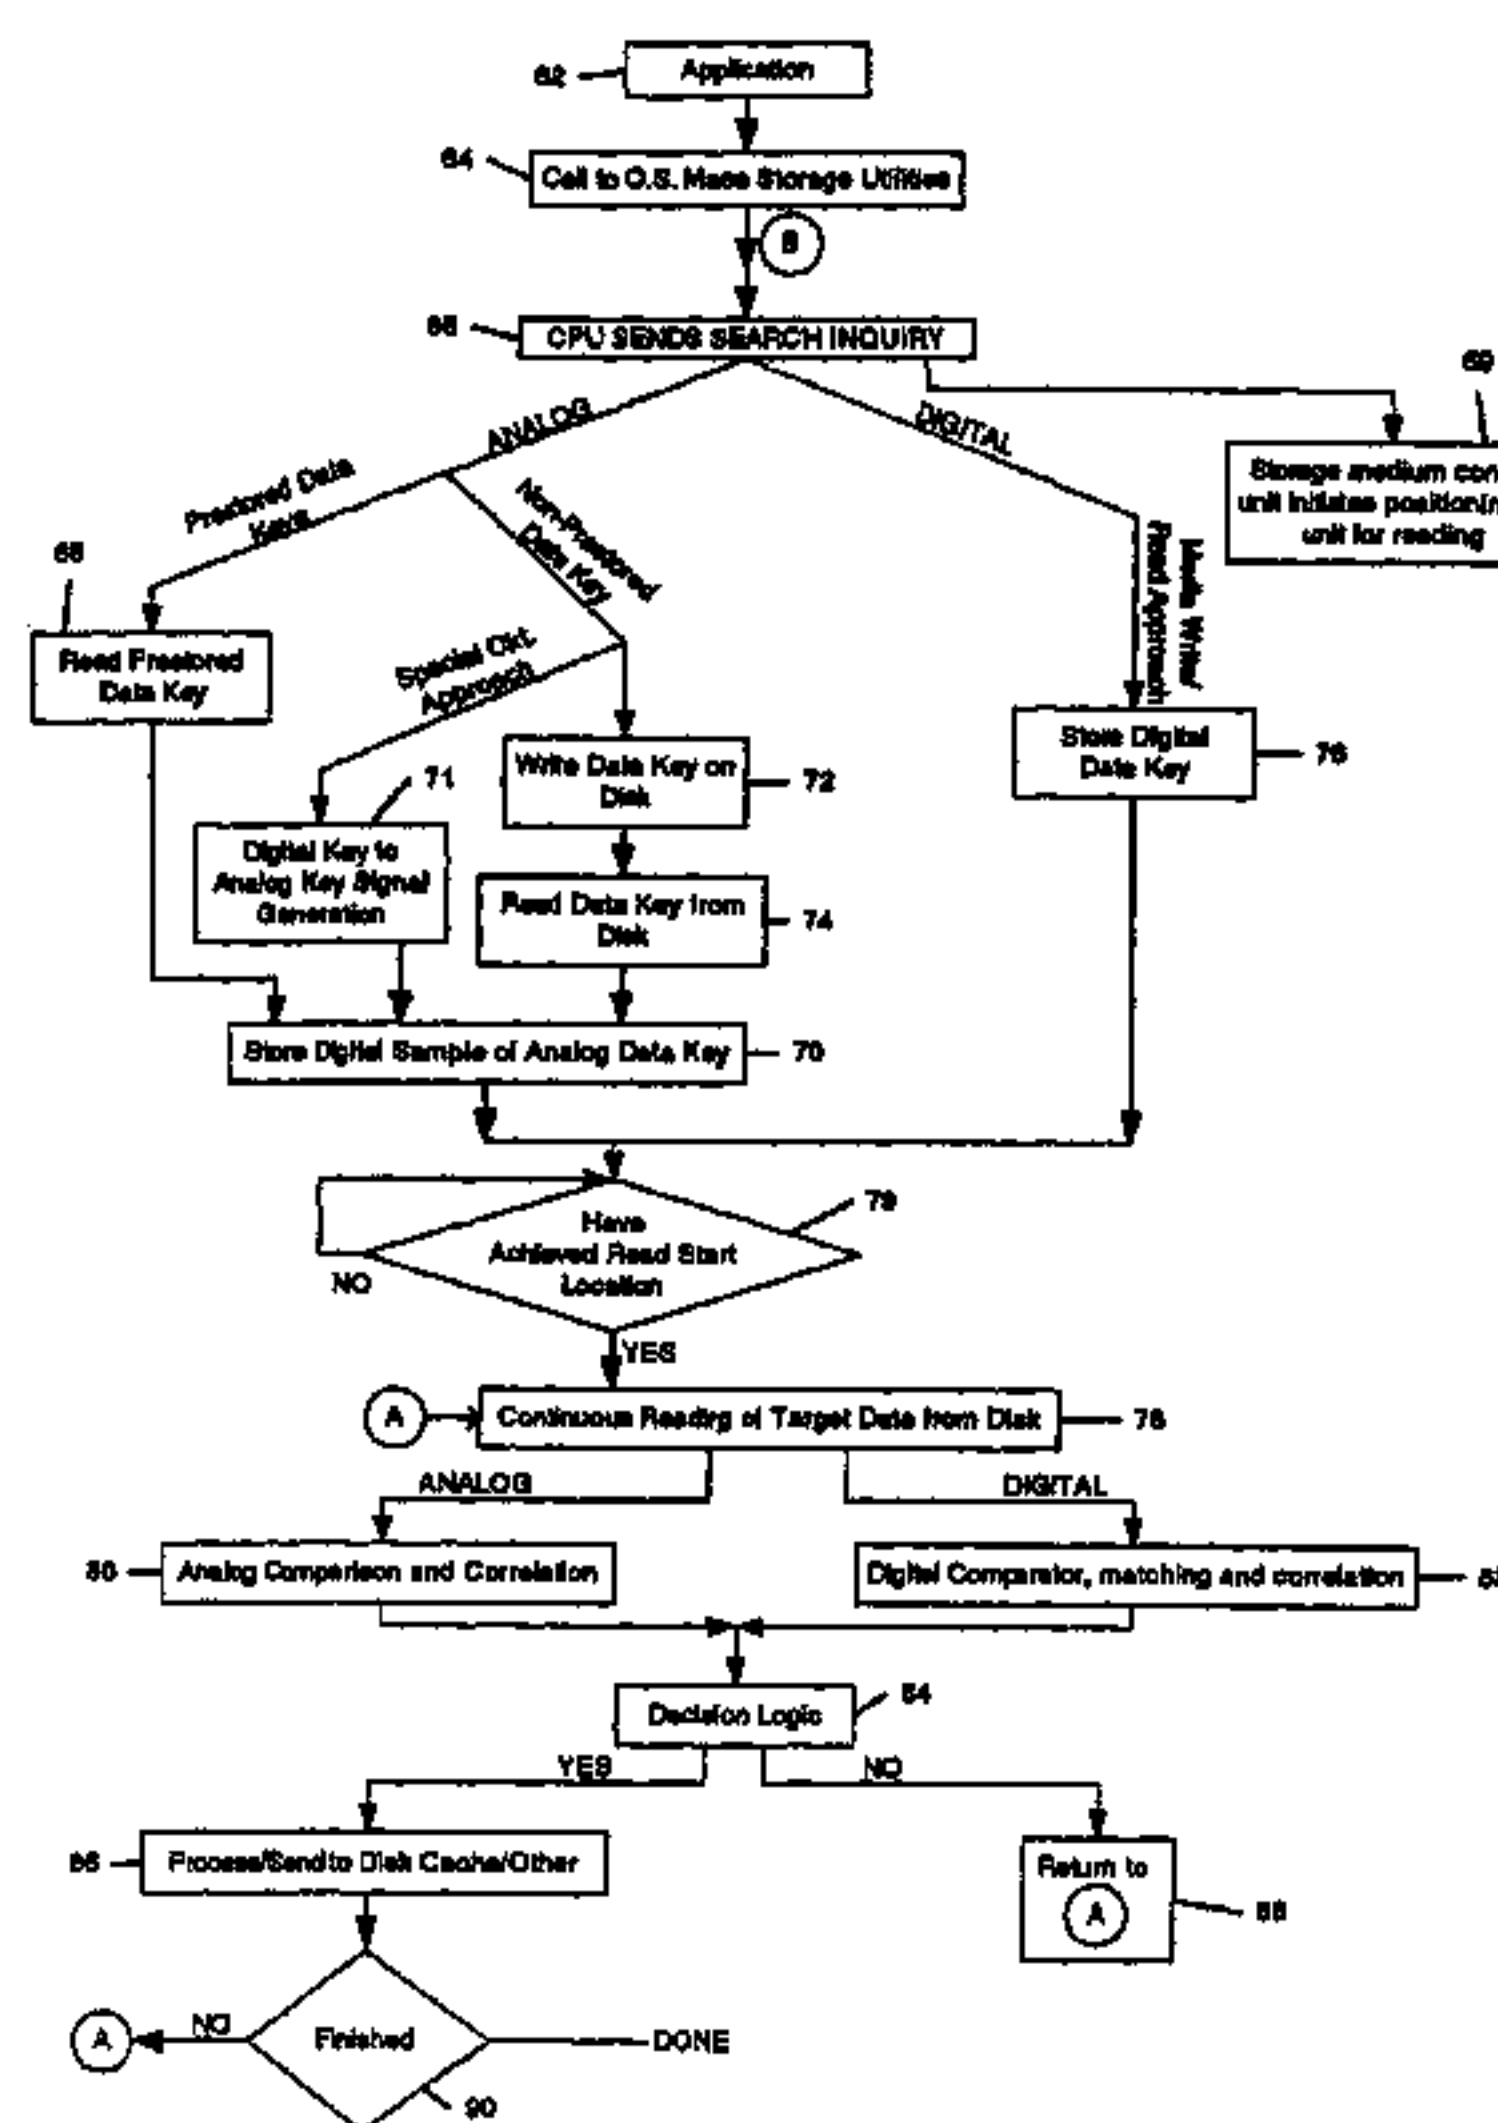 62
Application
64
Call to O.S. Mass Storage Utilities
B
66
CPU SENDS SEARCH INQUIRY
ANALOG
DIGITAL
69
Storage medium con
unit initiates position
unit for reading
Prestored Data
Keys
Non-Prestored
Data Key
Media Write/
Read Approach
68
Read Prestored
Data Key
Special Ckt.
Approach
71
Digital Key to
Analog Key Signal
Generation
Write Data Key on
Disk
72
Store Digital
Data Key
76
Read Data Key from
Disk
74
Store Digital Sample of Analog Data Key
70
79
Have
Achieved Read Start
Location
NO
YES
A
Continuous Reading of Target Data from Disk
78
ANALOG
DIGITAL
80
Analog Comparison and Correlation
Digital Comparator, matching and correlation
Decision Logic
84
YES
NO
86
Process/Send to Disk Cache/Other
Return to
A
88
A
NO
Finished
DONE
90